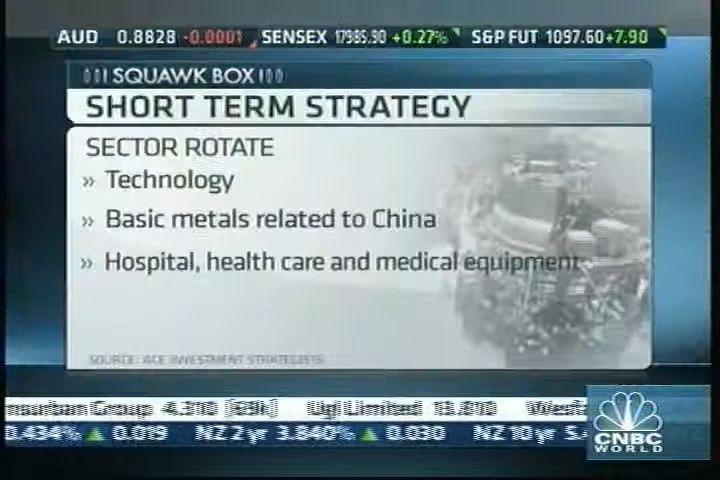 AUD 0.8828 -0.0001 SENSEX 17985.90 +0.27% S&P FUT 1097.60 +7.90
SQUAWK BOX
SHORT TERM STRATEGY
SECTOR ROTATE
» Technology
» Basic metals related to China
» Hospital, health care and medical equipment
SOURCE: ACE INVESTMENT STRATEGISTS
Group 4.310 Ugl Limited 13.810
0.434% 0.019 NZ 2 yr 3.840% 0.030 NZ 10 yr
CNBC
WORLD